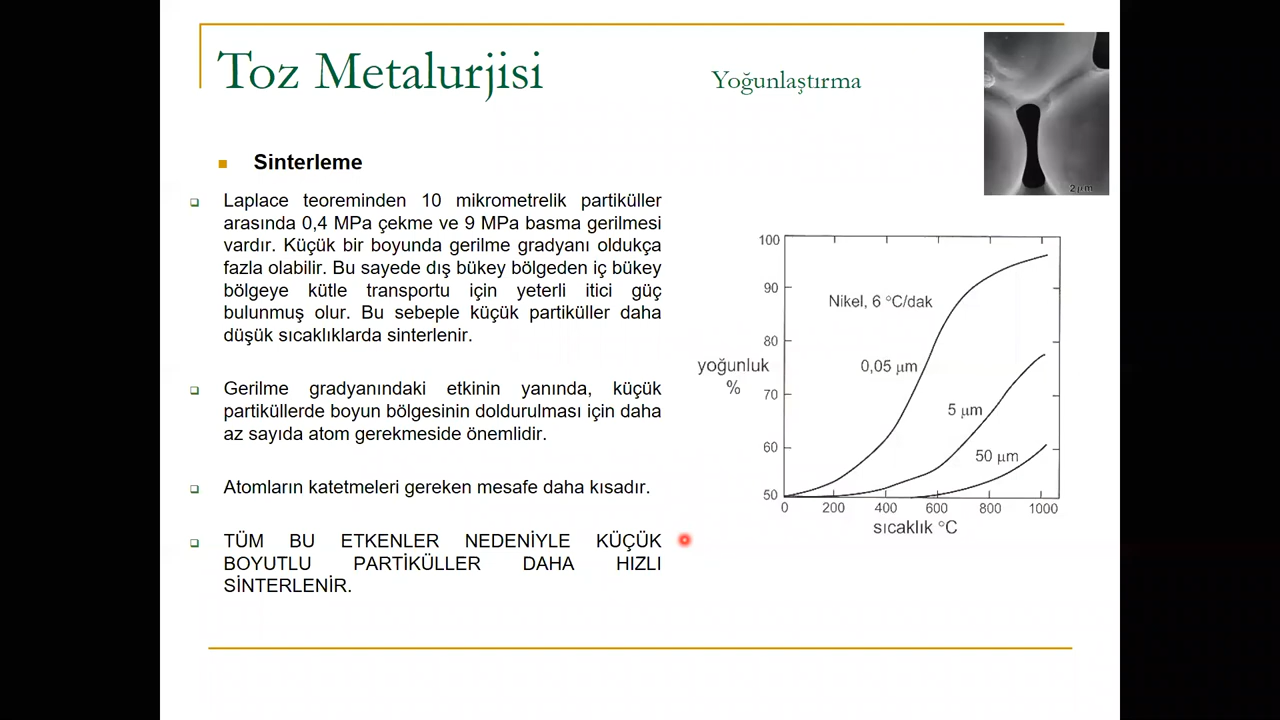 Toz Metalurjisi
Yoğunlaştırma
2μm
Sinterleme
Laplace teoreminden 10 mikrometrelik partiküller
arasında 0,4 MPa çekme ve 9 MPa basma gerilmesi
vardır. Küçük bir boyunda gerilme gradyanı oldukça
fazla olabilir. Bu sayede dış bükey bölgeden iç bükey
bölgeye kütle transportu için yeterli itici güç
bulunmuş olur. Bu sebeple küçük partiküller daha
düşük sıcaklıklarda sinterlenir.
Gerilme gradyanındaki etkinin yanında, küçük
partiküllerde boyun bölgesinin doldurulması için daha
az sayıda atom gerekmeside önemlidir.
Atomların katetmeleri gereken mesafe daha kısadır.
TÜM BU ETKENLER NEDENİYLE KÜÇÜK
BOYUTLU PARTİKÜLLER DAHA HIZLI
SİNTERLENİR.
100
90
80
70
60
50
yoğunluk
%
Nikel, 6 °C/dak
0,05 μm
5 μm
50 μm
0 200 400 600 800 1000
sıcaklık °C